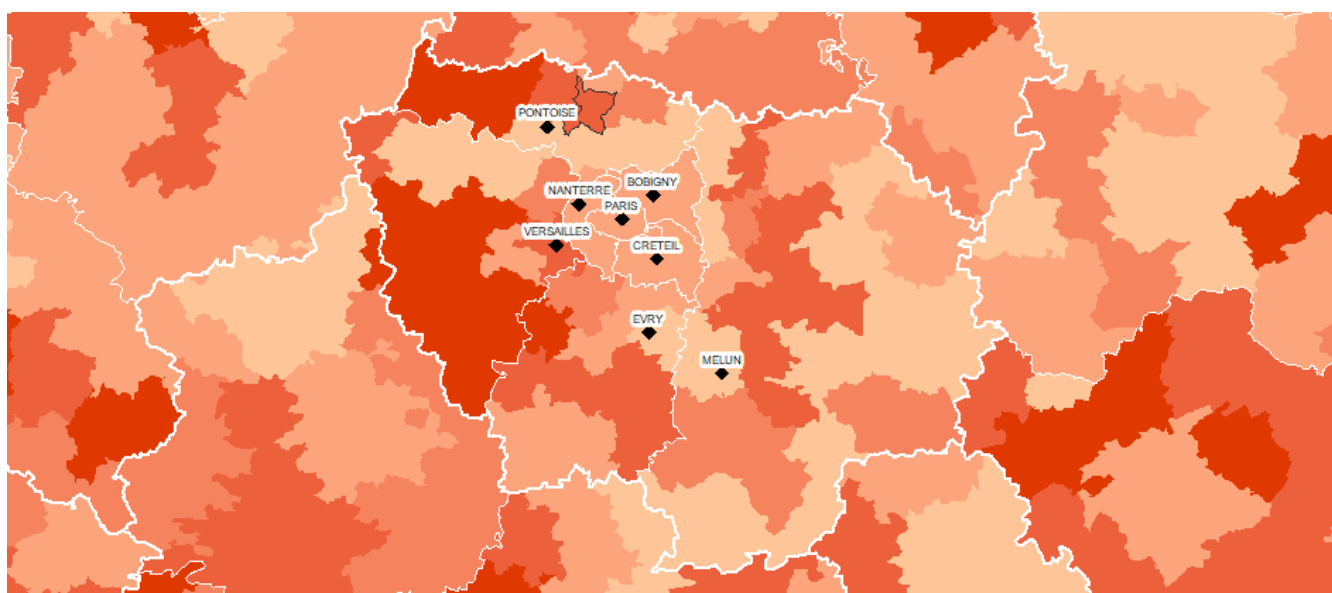 PONTOISE
BOBIGNY
NANTERRE
PARIS
VERSAILLES
CRETEIL
EVRY
MELUN